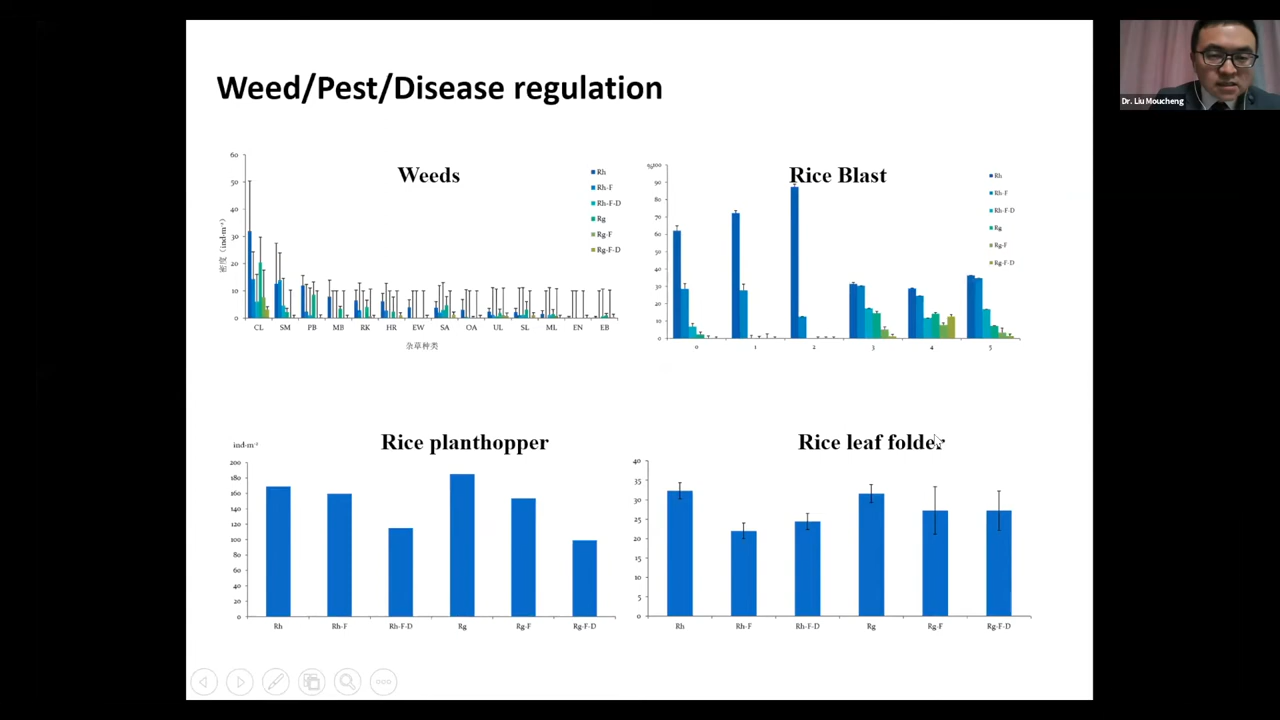 Weed/Pest/Disease regulation
Dr. Liu Moucheng
Weeds
60
50
40
30
20
10
0
密度（ind·m⁻²）
Rh
Rh-F
Rh-F-D
Rg
Rg-F
Rg-F-D
CL SM PB MB RK HR EW SA OA UL SL ML EN EB
杂草种类
Rice Blast
%100
90
80
70
60
50
40
30
20
10
0
Rh
Rh-F
Rh-F-D
Rg
Rg-F
Rg-F-D
0 1 2 3 4 5
Rice planthopper
200
180
160
140
120
100
80
60
40
20
0
Rh Rh-F Rh-F-D Rg Rg-F Rg-F-D
Rice leaf folder
40
35
30
25
20
15
10
5
0
Rh Rh-F Rh-F-D Rg Rg-F Rg-F-D